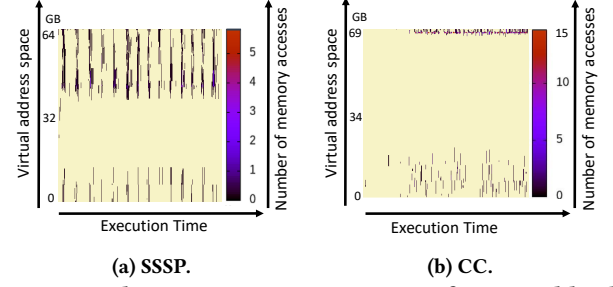 GB
64
32
0
Virtual address space
Execution Time
5
4
3
2
1
0
Number of memory accesses
(a) SSSP.
GB
69
34
0
Virtual address space
Execution Time
15
10
5
0
Number of memory accesses
(b) CC.